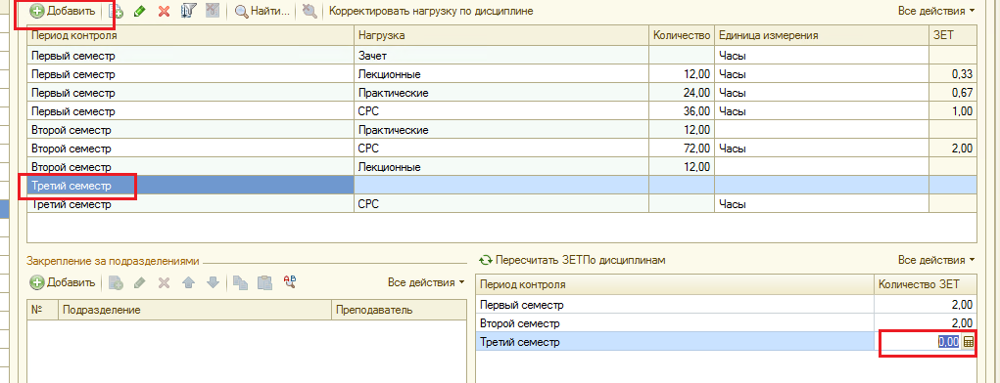 Добавить Найти... Корректировать нагрузку по дисциплине Все действия
Период контроля Нагрузка Количество Единица измерения ЗЕТ
Первый семестр Зачет Часы
Первый семестр Лекционные 12,00 Часы 0,33
Первый семестр Практические 24,00 Часы 0,67
Первый семестр СРС 36,00 Часы 1,00
Второй семестр Практические 12,00
Второй семестр СРС 72,00 Часы 2,00
Второй семестр Лекционные 12,00
Третий семестр
Третий семестр СРС Часы
Закрепление за подразделениями
Добавить Все действия
№ Подразделение Преподаватель
Пересчитать ЗЕТПо дисциплинам Все действия
Период контроля Количество ЗЕТ
Первый семестр 2,00
Второй семестр 2,00
Третий семестр 0,00